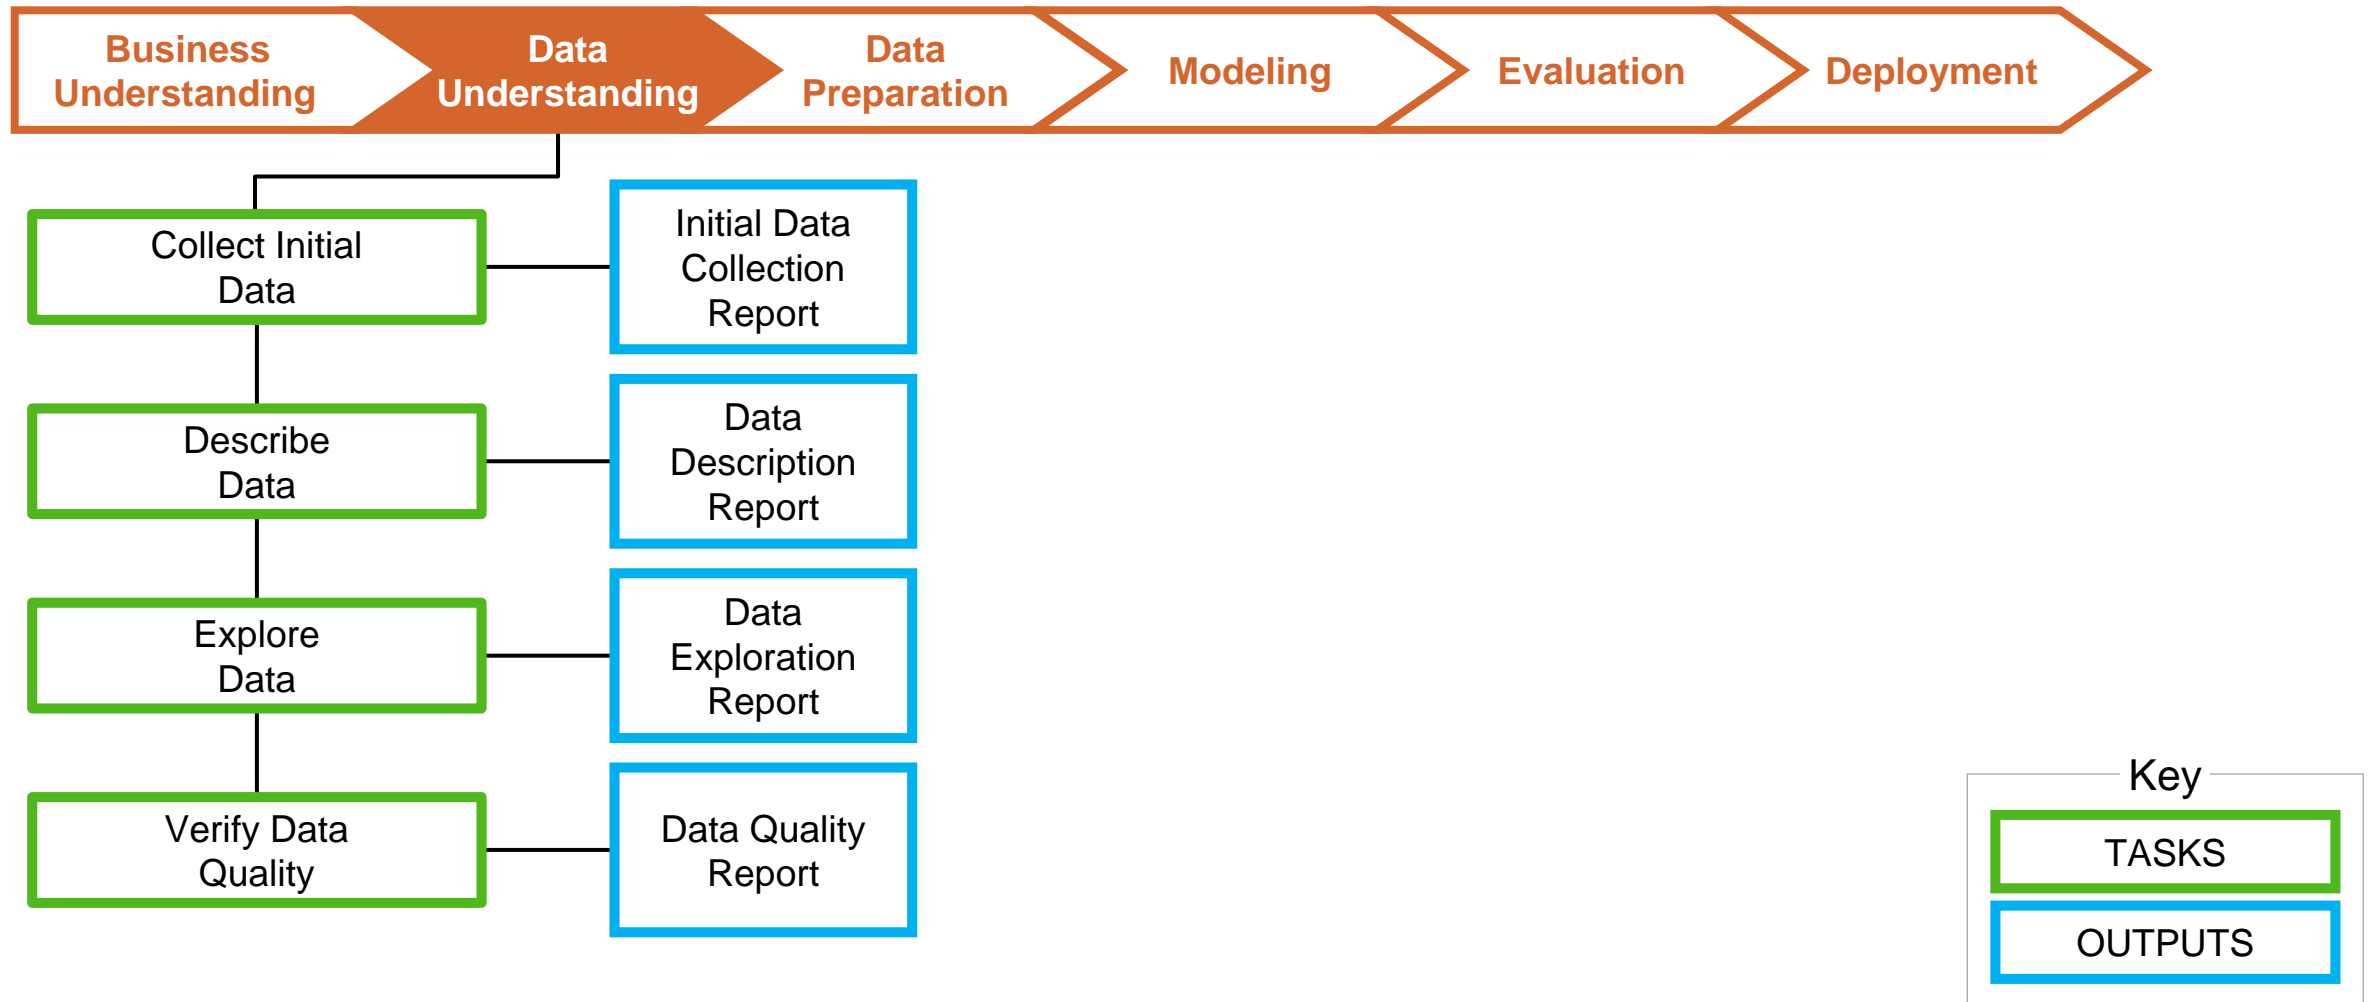 Business
Understanding
Data
Understanding
Data
Preparation
Modeling
Evaluation
Deployment
Collect Initial
Data
Initial Data
Collection
Report
Describe
Data
Data
Description
Report
Explore
Data
Data
Exploration
Report
Verify Data
Quality
Data Quality
Report
Key
TASKS
OUTPUTS